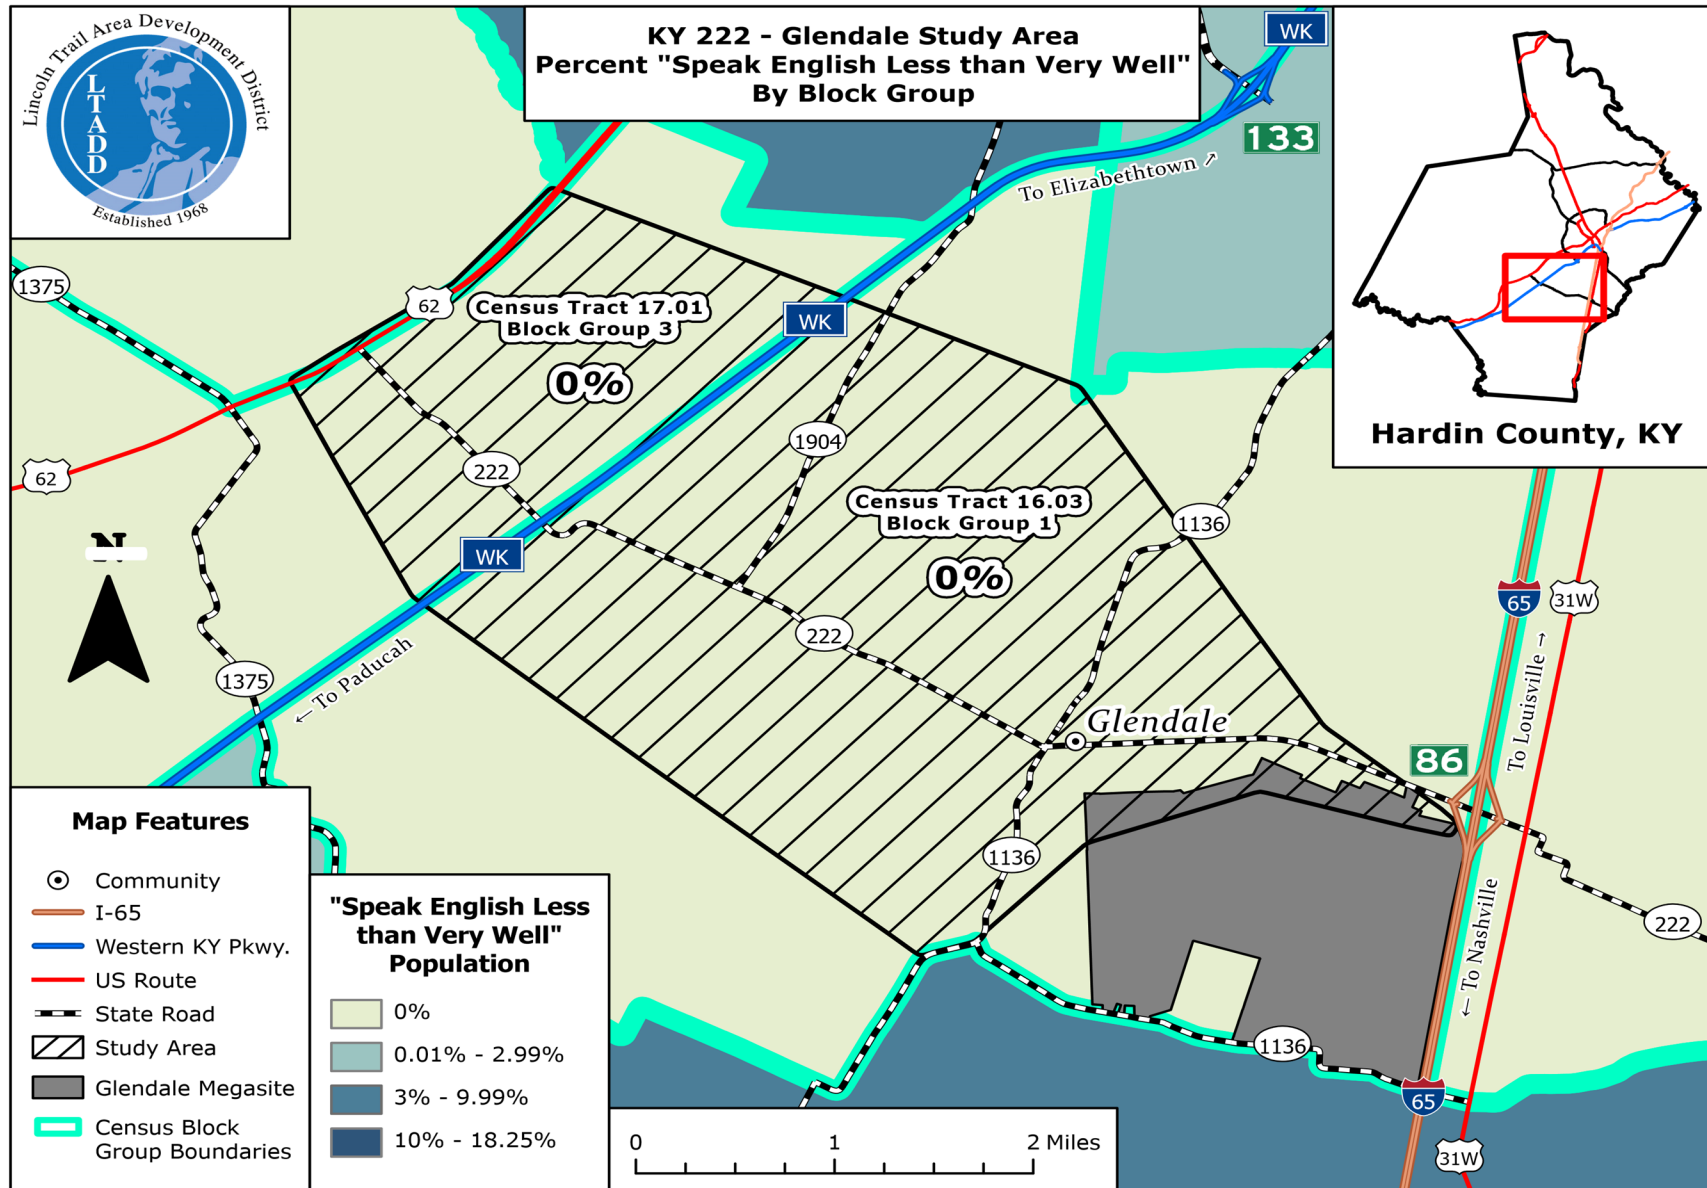 Lincoln Trail Area Development District
LTADD
Established 1968
KY 222 - Glendale Study Area
Percent "Speak English Less than Very Well"
By Block Group
WK
133
To Elizabethtown →
Hardin County, KY
1375
62
Census Tract 17.01
Block Group 3
0%
WK
62
222
1904
Census Tract 16.03
Block Group 1
0%
1136
N
WK
65
31W
222
1375
← To Paducah
Glendale
To Louisville →
86
1136
← To Nashville
222
1136
65
31W
Map Features
Community
I-65
Western KY Pkwy.
US Route
State Road
Study Area
Glendale Megasite
Census Block
Group Boundaries
"Speak English Less
than Very Well"
Population
0%
0.01% - 2.99%
3% - 9.99%
10% - 18.25%
0 1 2 Miles